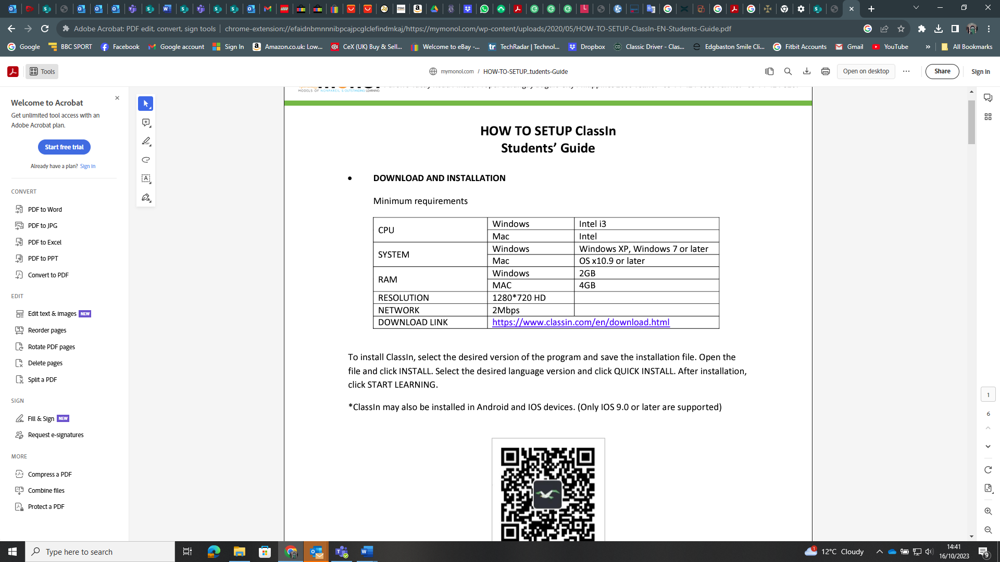 Adobe Acrobat: PDF edit, convert, sign tools | chrome-extension://efaidnbmnnnibpcajpcglclefindmkaj/https://mymonol.com/wp-content/uploads/2020/05/HOW-TO-SETUP-ClassIn-EN-Students-Guide.pdf
Google BBC SPORT Facebook Google account Sign In Amazon.co.uk: Low... CeX (UK) Buy & Sell... Welcome to eBay -... TechRadar | Technol... Dropbox Classic Driver - Clas... Edgbaston Smile Cli... Fitbit Accounts Gmail YouTube » All Bookmarks
Tools mymonol.com / HOW-TO-SETUP...tudents-Guide Open on desktop ... Share Sign In
MODELS OF NONPAREIL & OUTSTANDING LEARNING
Welcome to Acrobat
Get unlimited tool access with an
Adobe Acrobat plan.
Start free trial
Already have a plan? Sign in
CONVERT
PDF to Word
PDF to JPG
PDF to Excel
PDF to PPT
Convert to PDF
EDIT
Edit text & images NEW
Reorder pages
Rotate PDF pages
Delete pages
Split a PDF
SIGN
Fill & Sign NEW
Request e-signatures
MORE
Compress a PDF
Combine files
Protect a PDF
HOW TO SETUP ClassIn
Students’ Guide
• DOWNLOAD AND INSTALLATION
Minimum requirements
CPU Windows Intel i3
Mac Intel
SYSTEM Windows Windows XP, Windows 7 or later
Mac OS x10.9 or later
RAM Windows 2GB
MAC 4GB
RESOLUTION 1280*720 HD
NETWORK 2Mbps
DOWNLOAD LINK https://www.classin.com/en/download.html
To install ClassIn, select the desired version of the program and save the installation file. Open the
file and click INSTALL. Select the desired language version and click QUICK INSTALL. After installation,
click START LEARNING.
*ClassIn may also be installed in Android and IOS devices. (Only IOS 9.0 or later are supported)
1
6
Type here to search
12°C Cloudy
14:41
16/10/2023
9